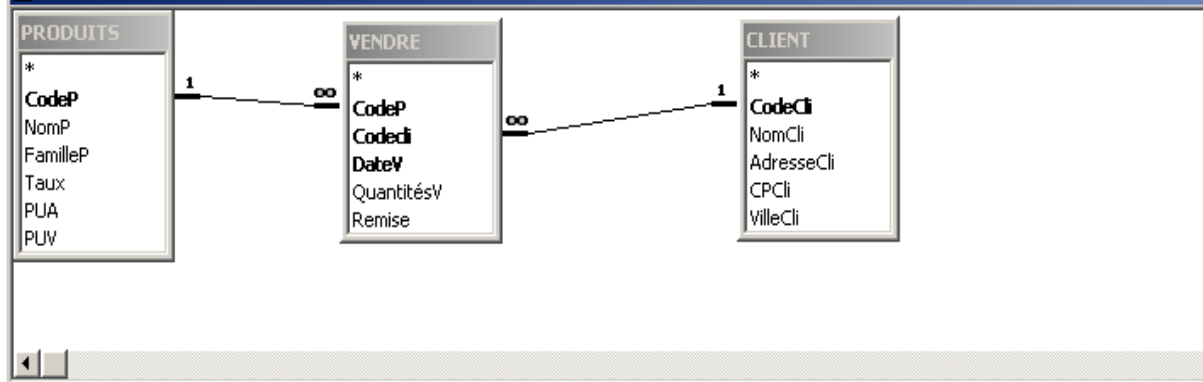 PRODUITS
*
CodeP
NomP
FamilleP
Taux
PUA
PUV
1
∞
VENDRE
*
CodeP
Codecli
DateV
QuantitésV
Remise
∞
1
CLIENT
*
CodeCli
NomCli
AdresseCli
CPCli
VilleCli